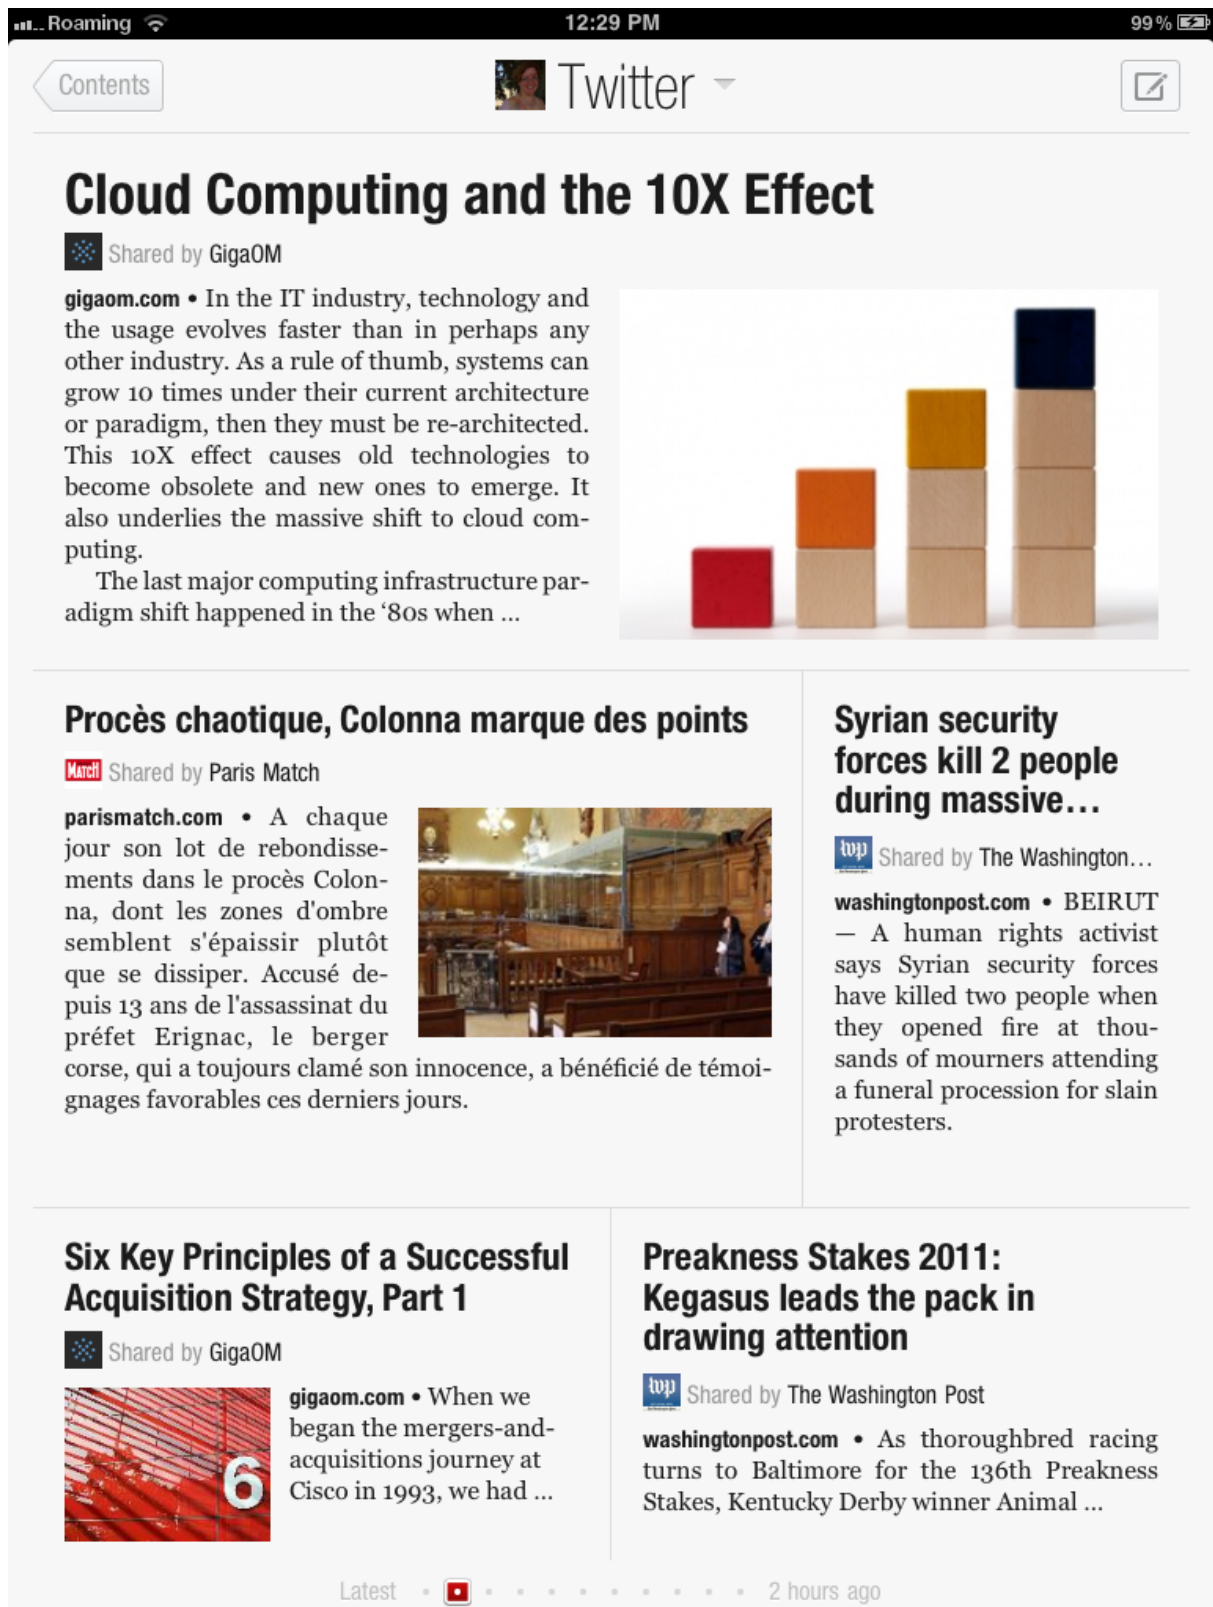 Roaming
12:29 PM
99%
Contents
Twitter
Cloud Computing and the 10X Effect
Shared by GigaOM
gigaom.com • In the IT industry, technology and
the usage evolves faster than in perhaps any
other industry. As a rule of thumb, systems can
grow 10 times under their current architecture
or paradigm, then they must be re-architected.
This 10X effect causes old technologies to
become obsolete and new ones to emerge. It
also underlies the massive shift to cloud com-
puting.
The last major computing infrastructure par-
adigm shift happened in the ‘80s when ...
Procès chaotique, Colonna marque des points
MATCH
Shared by Paris Match
parismatch.com • A chaque
jour son lot de rebondisse-
ments dans le procès Colon-
na, dont les zones d'ombre
semblent s'épaissir plutôt
que se dissiper. Accusé de-
puis 13 ans de l'assassinat du
préfet Erignac, le berger
corse, qui a toujours clamé son innocence, a bénéficié de témoi-
gnages favorables ces derniers jours.
Syrian security
forces kill 2 people
during massive...
wp
Shared by The Washington...
washingtonpost.com • BEIRUT
— A human rights activist
says Syrian security forces
have killed two people when
they opened fire at thou-
sands of mourners attending
a funeral procession for slain
protesters.
Six Key Principles of a Successful
Acquisition Strategy, Part 1
Shared by GigaOM
6
gigaom.com • When we
began the mergers-and-
acquisitions journey at
Cisco in 1993, we had ...
Preakness Stakes 2011:
Kegasus leads the pack in
drawing attention
wp
Shared by The Washington Post
washingtonpost.com • As thoroughbred racing
turns to Baltimore for the 136th Preakness
Stakes, Kentucky Derby winner Animal ...
Latest
2 hours ago